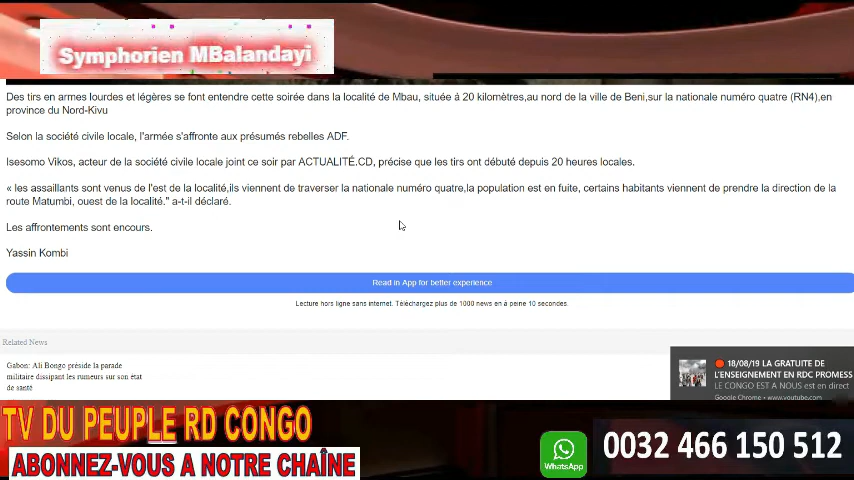 Symphorien MBalandayi
Des tirs en armes lourdes et légères se font entendre cette soirée dans la localité de Mbau, située à 20 kilomètres,au nord de la ville de Beni,sur la nationale numéro quatre (RN4),en
province du Nord-Kivu
Selon la société civile locale, l'armée s'affronte aux présumés rebelles ADF.
Isesomo Vikos, acteur de la société civile locale joint ce soir par ACTUALITÉ.CD, précise que les tirs ont débuté depuis 20 heures locales.
« les assaillants sont venus de l'est de la localité,ils viennent de traverser la nationale numéro quatre,la population est en fuite, certains habitants viennent de prendre la direction de la
route Matumbi, ouest de la localité." a-t-il déclaré.
Les affrontements sont encours.
Yassin Kombi
Read in App for better experience
Lecture hors ligne sans internet. Téléchargez plus de 1000 news en à peine 10 secondes.
Related News
Gabon: Ali Bongo préside la parade
militaire dissipant les rumeurs sur son état
de santé
18/08/19 LA GRATUITE DE
L'ENSEIGNEMENT EN RDC PROMESS
LE CONGO EST A NOUS est en direct
Google Chrome • www.youtube.com
TV DU PEUPLE RD CONGO
ABONNEZ-VOUS A NOTRE CHAÎNE
WhatsApp
0032 466 150 512